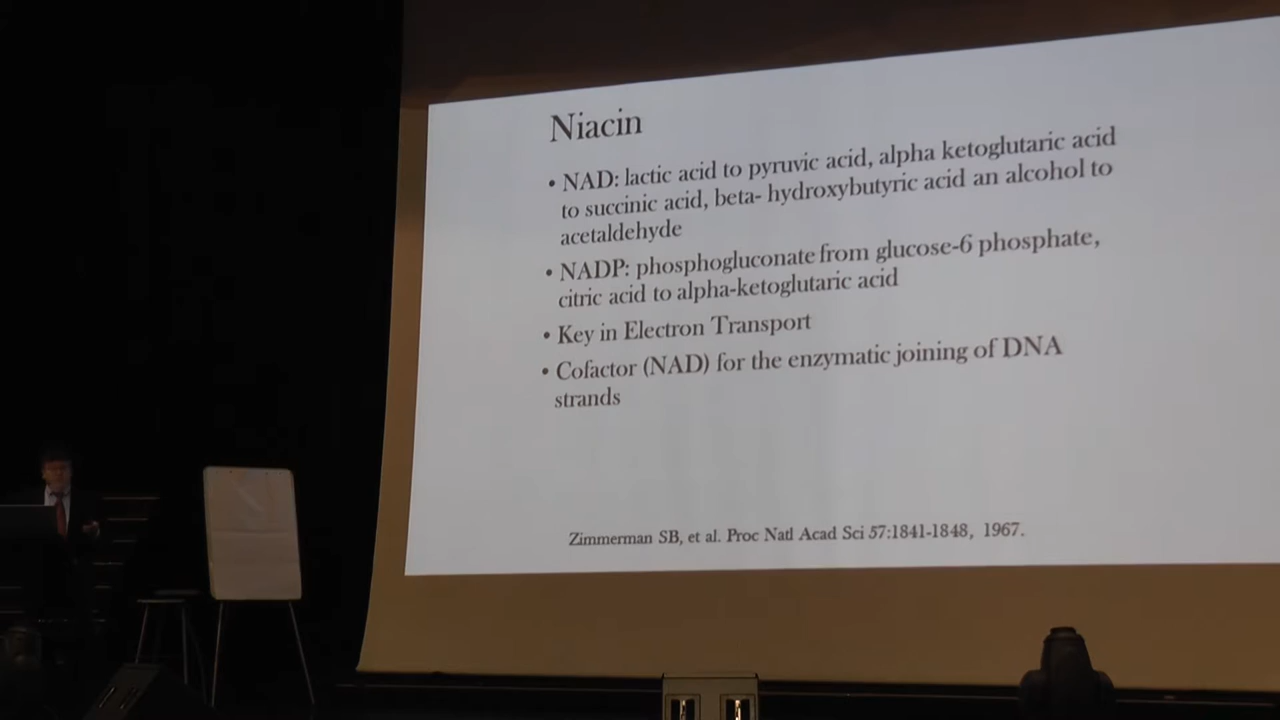 Niacin
• NAD: lactic acid to pyruvic acid, alpha ketoglutaric acid
to succinic acid, beta- hydroxybutyric acid an alcohol to
acetaldehyde
• NADP: phosphogluconate from glucose-6 phosphate,
citric acid to alpha-ketoglutaric acid
• Key in Electron Transport
• Cofactor (NAD) for the enzymatic joining of DNA
strands
Zimmerman SB, et al. Proc Natl Acad Sci 57:1841-1848, 1967.